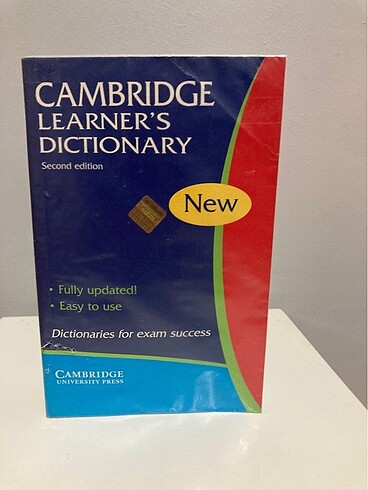 CAMBRIDGE
LEARNER'S
DICTIONARY
Second edition
New
• Fully updated!
• Easy to use
Dictionaries for exam success
CAMBRIDGE
UNIVERSITY PRESS